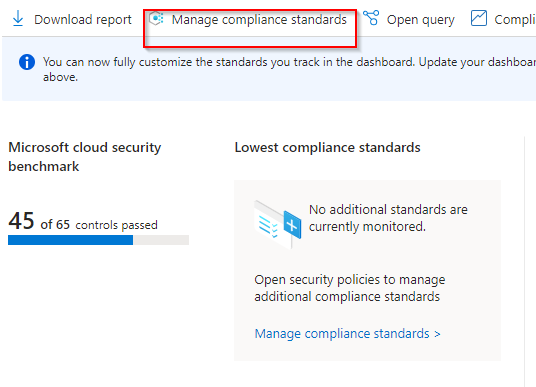 Download report
Manage compliance standards
Open query
Compli
You can now fully customize the standards you track in the dashboard. Update your dashboar
above.
Microsoft cloud security
benchmark
45 of 65 controls passed
Lowest compliance standards
No additional standards are
currently monitored.
Open security policies to manage
additional compliance standards
Manage compliance standards >